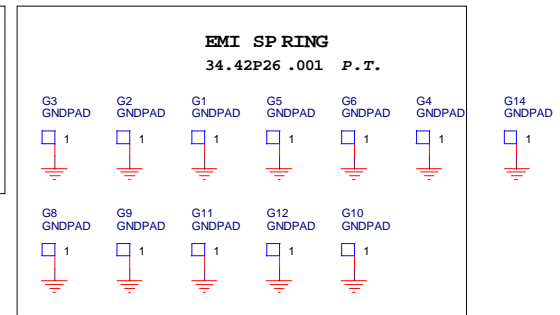 EMI SPRING
34.42P26.001 P.T.
G3 G2 G1 G5 G6 G4 G14
GNDPAD GNDPAD GNDPAD GNDPAD GNDPAD GNDPAD GNDPAD
1 1 1 1 1 1 1
G8 G9 G11 G12 G10
GNDPAD GNDPAD GNDPAD GNDPAD GNDPAD
1 1 1 1 1